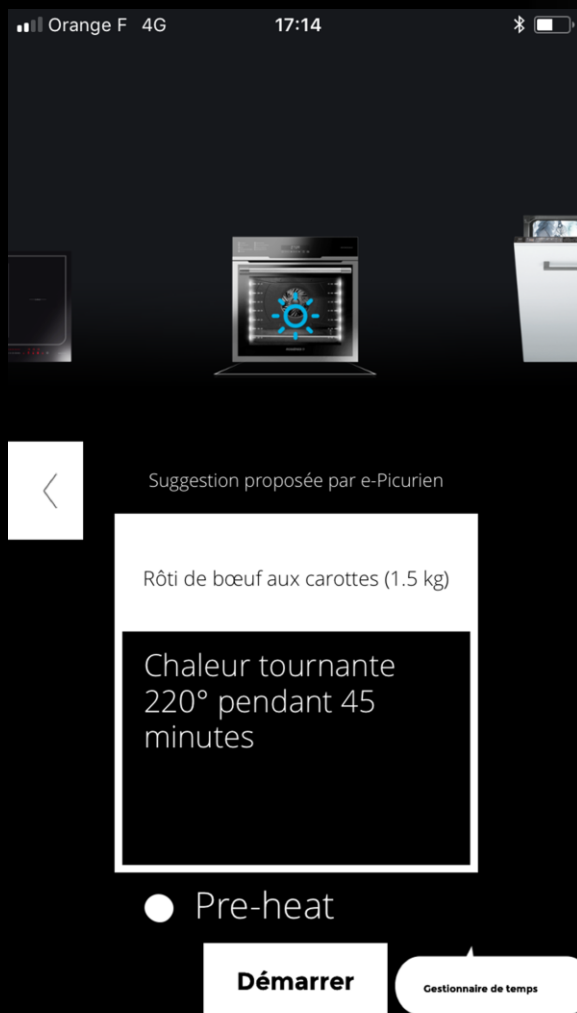 Orange F 4G 17:14
Suggestion proposée par e-Picurien
Rôti de bœuf aux carottes (1.5 kg)
Chaleur tournante
220° pendant 45
minutes
Pre-heat
Démarrer
Gestionnaire de temps